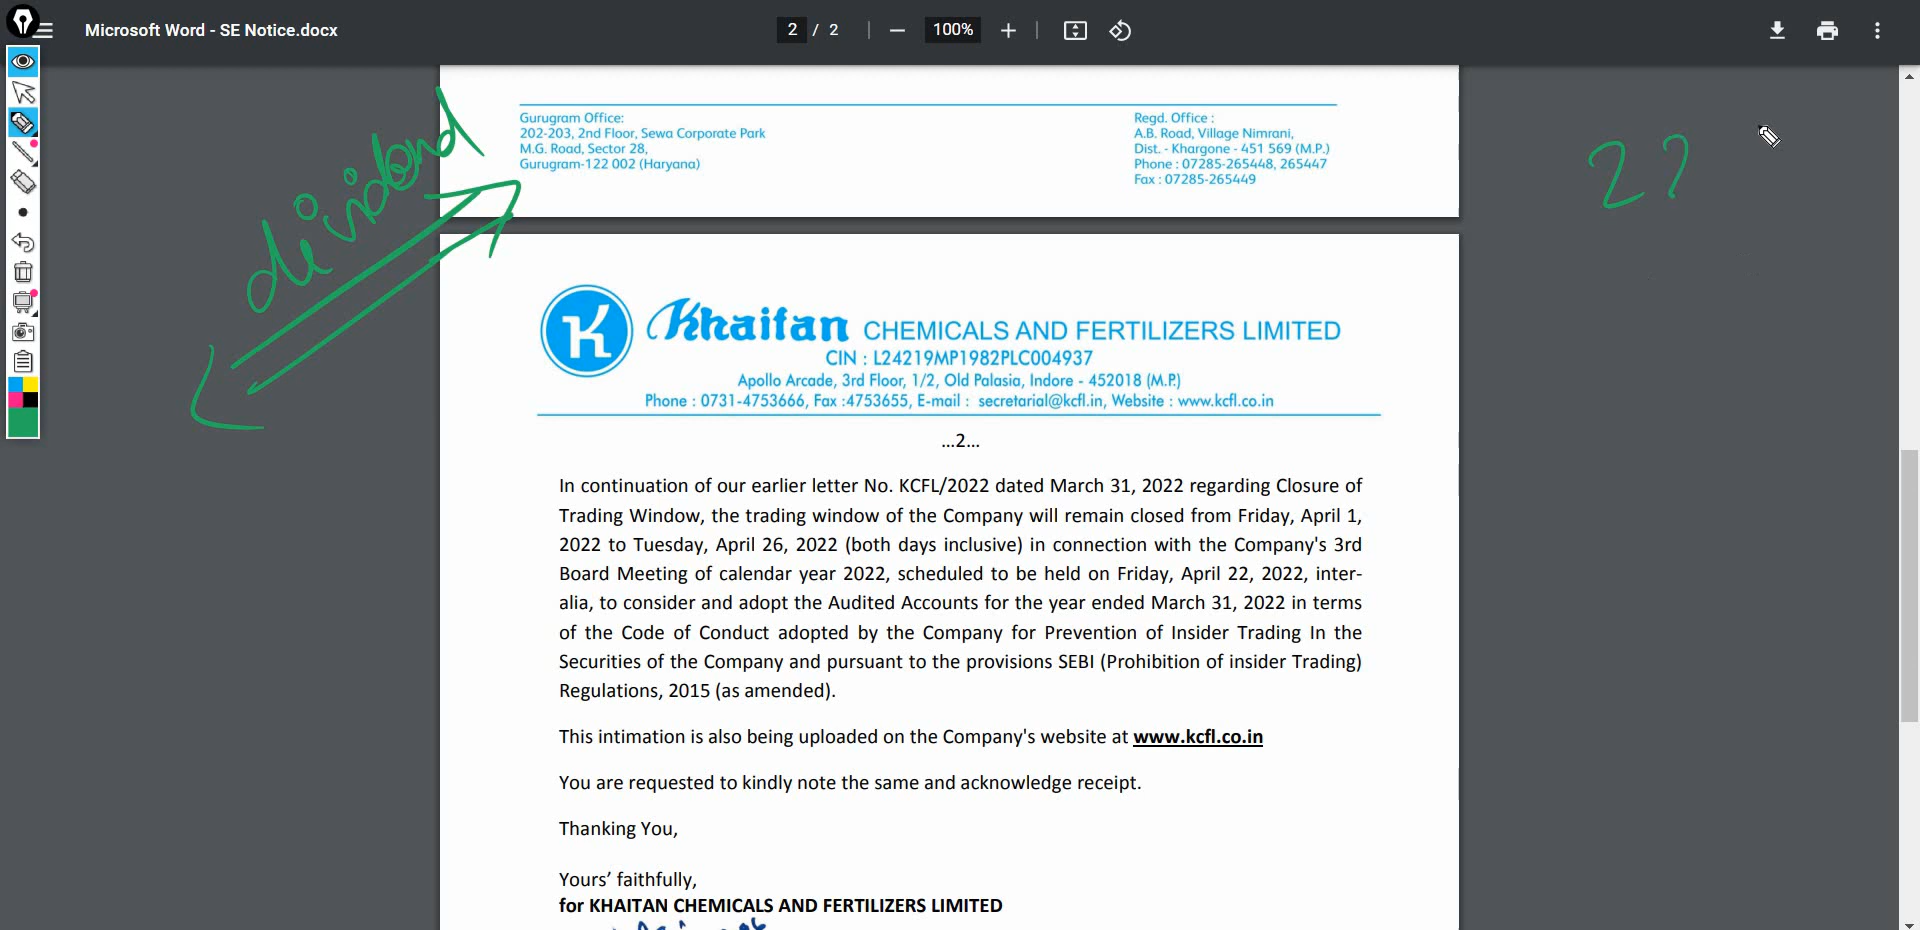 Microsoft Word - SE Notice.docx
2 / 2
100%
dividend
2?
Gurugram Office:
202-203, 2nd Floor, Sewa Corporate Park
M.G. Road, Sector 28,
Gurugram-122 002 (Haryana)
Regd. Office :
A.B. Road, Village Nimrani,
Dist. - Khargone - 451 569 (M.P.)
Phone : 07285-265448, 265447
Fax : 07285-265449
K
Khaitan CHEMICALS AND FERTILIZERS LIMITED
CIN : L24219MP1982PLC004937
Apollo Arcade, 3rd Floor, 1/2, Old Palasia, Indore - 452018 (M.P.)
Phone : 0731-4753666, Fax :4753655, E-mail : secretarial@kcfl.in, Website : www.kcfl.co.in
...2...
In continuation of our earlier letter No. KCFL/2022 dated March 31, 2022 regarding Closure of
Trading Window, the trading window of the Company will remain closed from Friday, April 1,
2022 to Tuesday, April 26, 2022 (both days inclusive) in connection with the Company's 3rd
Board Meeting of calendar year 2022, scheduled to be held on Friday, April 22, 2022, inter-
alia, to consider and adopt the Audited Accounts for the year ended March 31, 2022 in terms
of the Code of Conduct adopted by the Company for Prevention of Insider Trading In the
Securities of the Company and pursuant to the provisions SEBI (Prohibition of insider Trading)
Regulations, 2015 (as amended).
This intimation is also being uploaded on the Company's website at www.kcfl.co.in
You are requested to kindly note the same and acknowledge receipt.
Thanking You,
Yours’ faithfully,
for KHAITAN CHEMICALS AND FERTILIZERS LIMITED